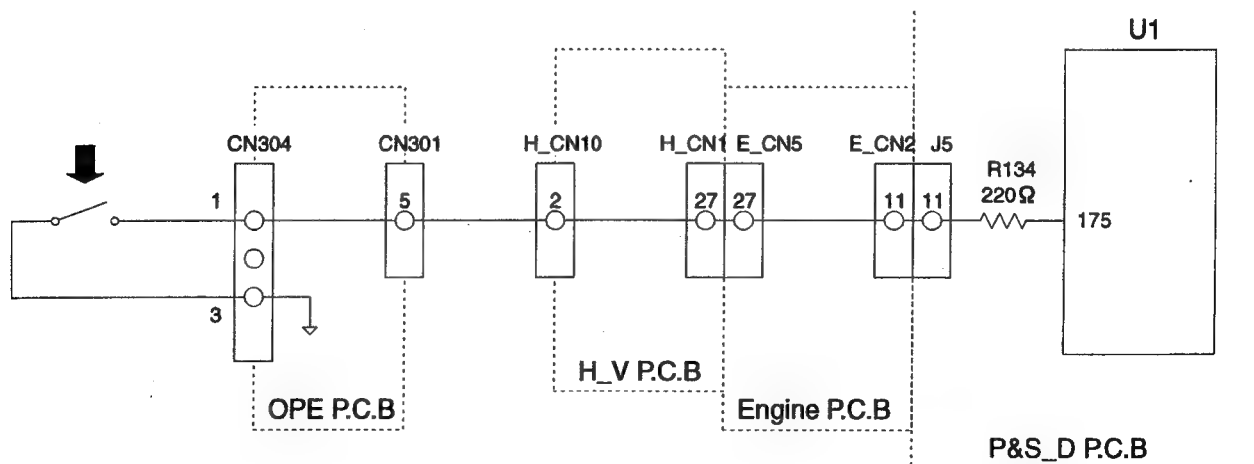 U1
CN304
CN301
H_CN10
H_CN1
E_CN5
E_CN2
J5
R134
220Ω
1
5
2
27
27
11
11
175
3
H_V P.C.B
OPE P.C.B
Engine P.C.B
P&S_D P.C.B